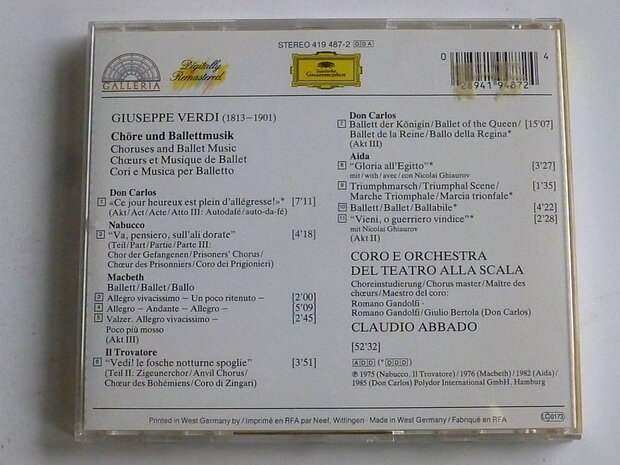 STEREO 419 487-2 GGA
GALLERIA
Digitally
Remastered
Deutsche
Grammophon
0
4
28941 94872
GIUSEPPE VERDI (1813–1901)
Chöre und Ballettmusik
Choruses and Ballet Music
Chœurs et Musique de Ballet
Cori e Musica per Balletto
Don Carlos
1 «Ce jour heureux est plein d'allégresse!»* [7'11]
(Akt/Act/Acte/Atto III: Autodafé/auto-da-fé)
Nabucco
2 "Va, pensiero, sull'ali dorate" [4'18]
(Teil/Part/Partie/Parte III:
Chor der Gefangenen/Prisoners' Chorus/
Chœur des Prisonniers/Coro dei Prigionieri)
Macbeth
Ballett/Ballet/Ballo
3 Allegro vivacissimo – Un poco ritenuto – [2'00]
4 Allegro – Andante – Allegro – [5'09]
5 Valzer. Allegro vivacissimo – [2'45]
Poco più mosso
(Akt III)
Il Trovatore
6 "Vedi! le fosche notturne spoglie" [3'51]
(Teil II: Zigeunerchor/Anvil Chorus/
Chœur des Bohémiens/Coro di Zingari)
Don Carlos
7 Ballett der Königin/Ballet of the Queen/ [15'07]
Ballet de la Reine/Ballo della Regina*
(Akt III)
Aida
8 "Gloria all'Egitto"* [3'27]
mit/with/avec/con Nicolai Ghiaurov
9 Triumphmarsch/Triumphal Scene/ [1'35]
Marche Triomphale/Marcia trionfale*
10 Ballett/Ballet/Ballabile* [4'22]
11 "Vieni, o guerriero vindice"* [2'28]
mit Nicolai Ghiaurov
(Akt II)
CORO E ORCHESTRA
DEL TEATRO ALLA SCALA
Choreinstudierung/Chorus master/Maître des
chœurs/Maestro del coro:
Romano Gandolfi ·
Romano Gandolfi/Giulio Bertola (Don Carlos)
CLAUDIO ABBADO
[52'32]
ADD (*DDD)
℗ 1975 (Nabucco, Il Trovatore)/1976 (Macbeth)/1982 (Aida)/
1985 (Don Carlos) Polydor International GmbH, Hamburg
Printed in West Germany by/Imprimé en RFA par Neef, Wittingen · Made in West Germany/Fabriqué en RFA
LC 0173